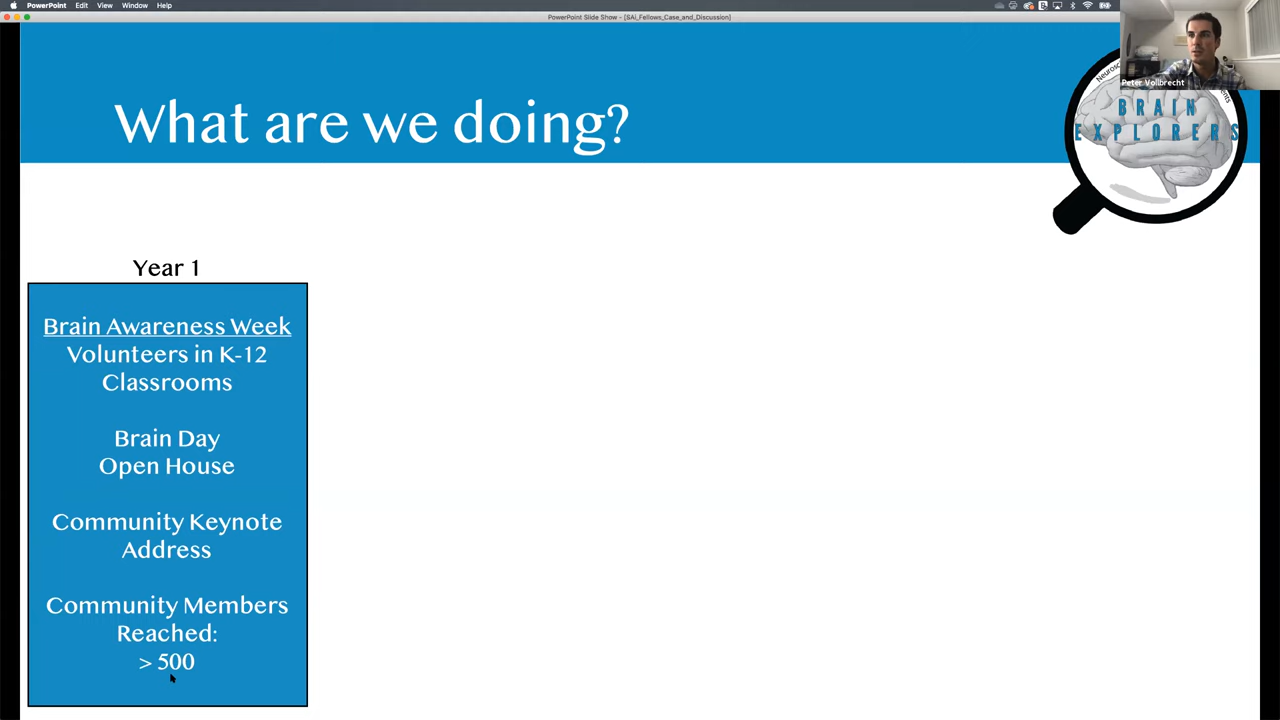 PowerPoint Edit View Window Help
PowerPoint Slide Show - [SAi_Fellows_Case_and_Discussion]
Peter Vollbrecht
What are we doing?
BRAIN
EXPLORERS
Year 1
Brain Awareness Week
Volunteers in K-12
Classrooms
Brain Day
Open House
Community Keynote
Address
Community Members
Reached:
> 500